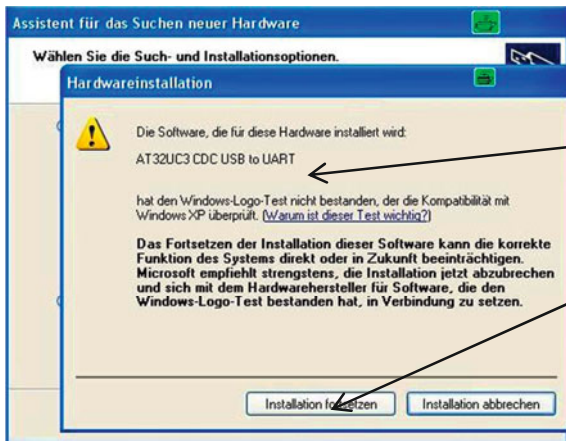 Assistent für das Suchen neuer Hardware
Wählen Sie die Such- und Installationsoptionen.
Hardwareinstallation
Die Software, die für diese Hardware installiert wird:
AT32UC3 CDC USB to UART
hat den Windows-Logo-Test nicht bestanden, der die Kompatibilität mit
Windows XP überprüft. (Warum ist dieser Test wichtig?)
Das Fortsetzen der Installation dieser Software kann die korrekte
Funktion des Systems direkt oder in Zukunft beeinträchtigen.
Microsoft empfiehlt strengstens, die Installation jetzt abzubrechen
und sich mit dem Hardwarehersteller für Software, die den
Windows-Logo-Test bestanden hat, in Verbindung zu setzen.
Installation fortsetzen
Installation abbrechen